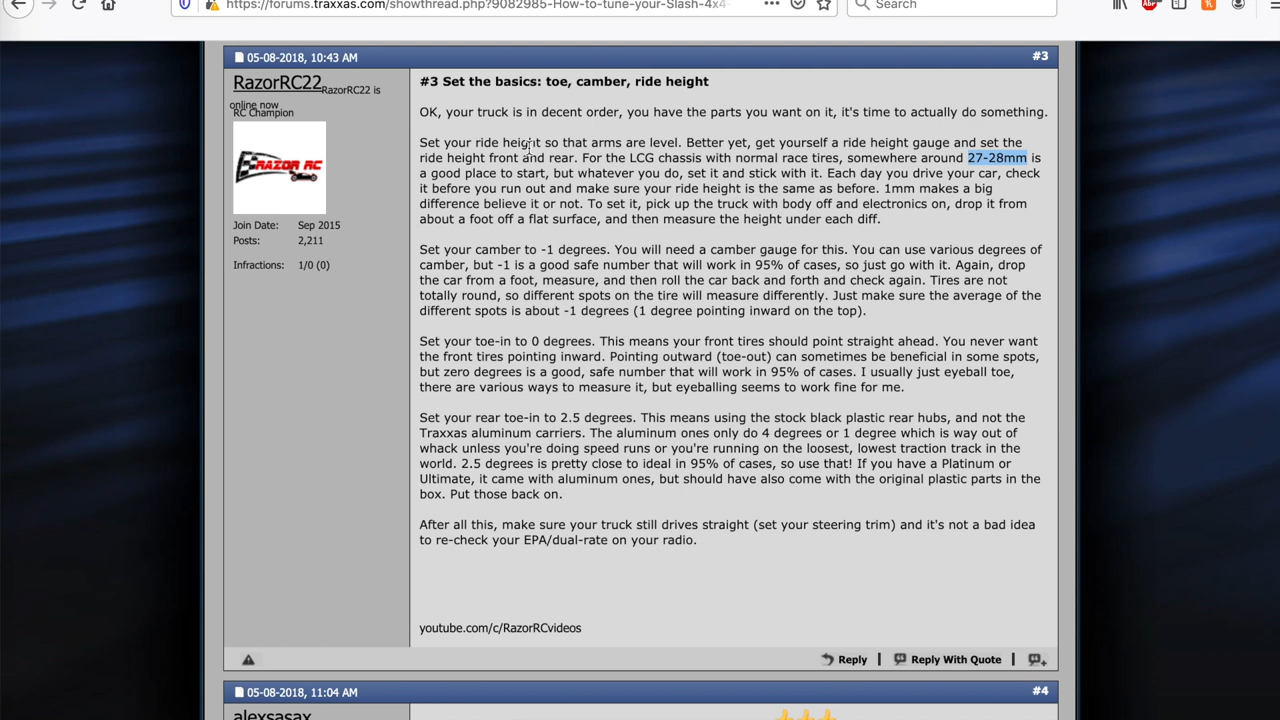 https://forums.traxxas.com/showthread.php?9082985-How-to-tune-your-Slash-4x4-
Search
05-08-2018, 10:43 AM
#3
RazorRC22
RazorRC22 is
online now
RC Champion
RAZOR RC
Join Date: Sep 2015
Posts: 2,211
Infractions: 1/0 (0)
#3 Set the basics: toe, camber, ride height
OK, your truck is in decent order, you have the parts you want on it, it's time to actually do something.
Set your ride height so that arms are level. Better yet, get yourself a ride height gauge and set the
ride height front and rear. For the LCG chassis with normal race tires, somewhere around 27-28mm is
a good place to start, but whatever you do, set it and stick with it. Each day you drive your car, check
it before you run out and make sure your ride height is the same as before. 1mm makes a big
difference believe it or not. To set it, pick up the truck with body off and electronics on, drop it from
about a foot off a flat surface, and then measure the height under each diff.
Set your camber to -1 degrees. You will need a camber gauge for this. You can use various degrees of
camber, but -1 is a good safe number that will work in 95% of cases, so just go with it. Again, drop
the car from a foot, measure, and then roll the car back and forth and check again. Tires are not
totally round, so different spots on the tire will measure differently. Just make sure the average of the
different spots is about -1 degrees (1 degree pointing inward on the top).
Set your toe-in to 0 degrees. This means your front tires should point straight ahead. You never want
the front tires pointing inward. Pointing outward (toe-out) can sometimes be beneficial in some spots,
but zero degrees is a good, safe number that will work in 95% of cases. I usually just eyeball toe,
there are various ways to measure it, but eyeballing seems to work fine for me.
Set your rear toe-in to 2.5 degrees. This means using the stock black plastic rear hubs, and not the
Traxxas aluminum carriers. The aluminum ones only do 4 degrees or 1 degree which is way out of
whack unless you're doing speed runs or you're running on the loosest, lowest traction track in the
world. 2.5 degrees is pretty close to ideal in 95% of cases, so use that! If you have a Platinum or
Ultimate, it came with aluminum ones, but should have also come with the original plastic parts in the
box. Put those back on.
After all this, make sure your truck still drives straight (set your steering trim) and it's not a bad idea
to re-check your EPA/dual-rate on your radio.
youtube.com/c/RazorRCvideos
Reply
Reply With Quote
05-08-2018, 11:04 AM
#4
alexsasax